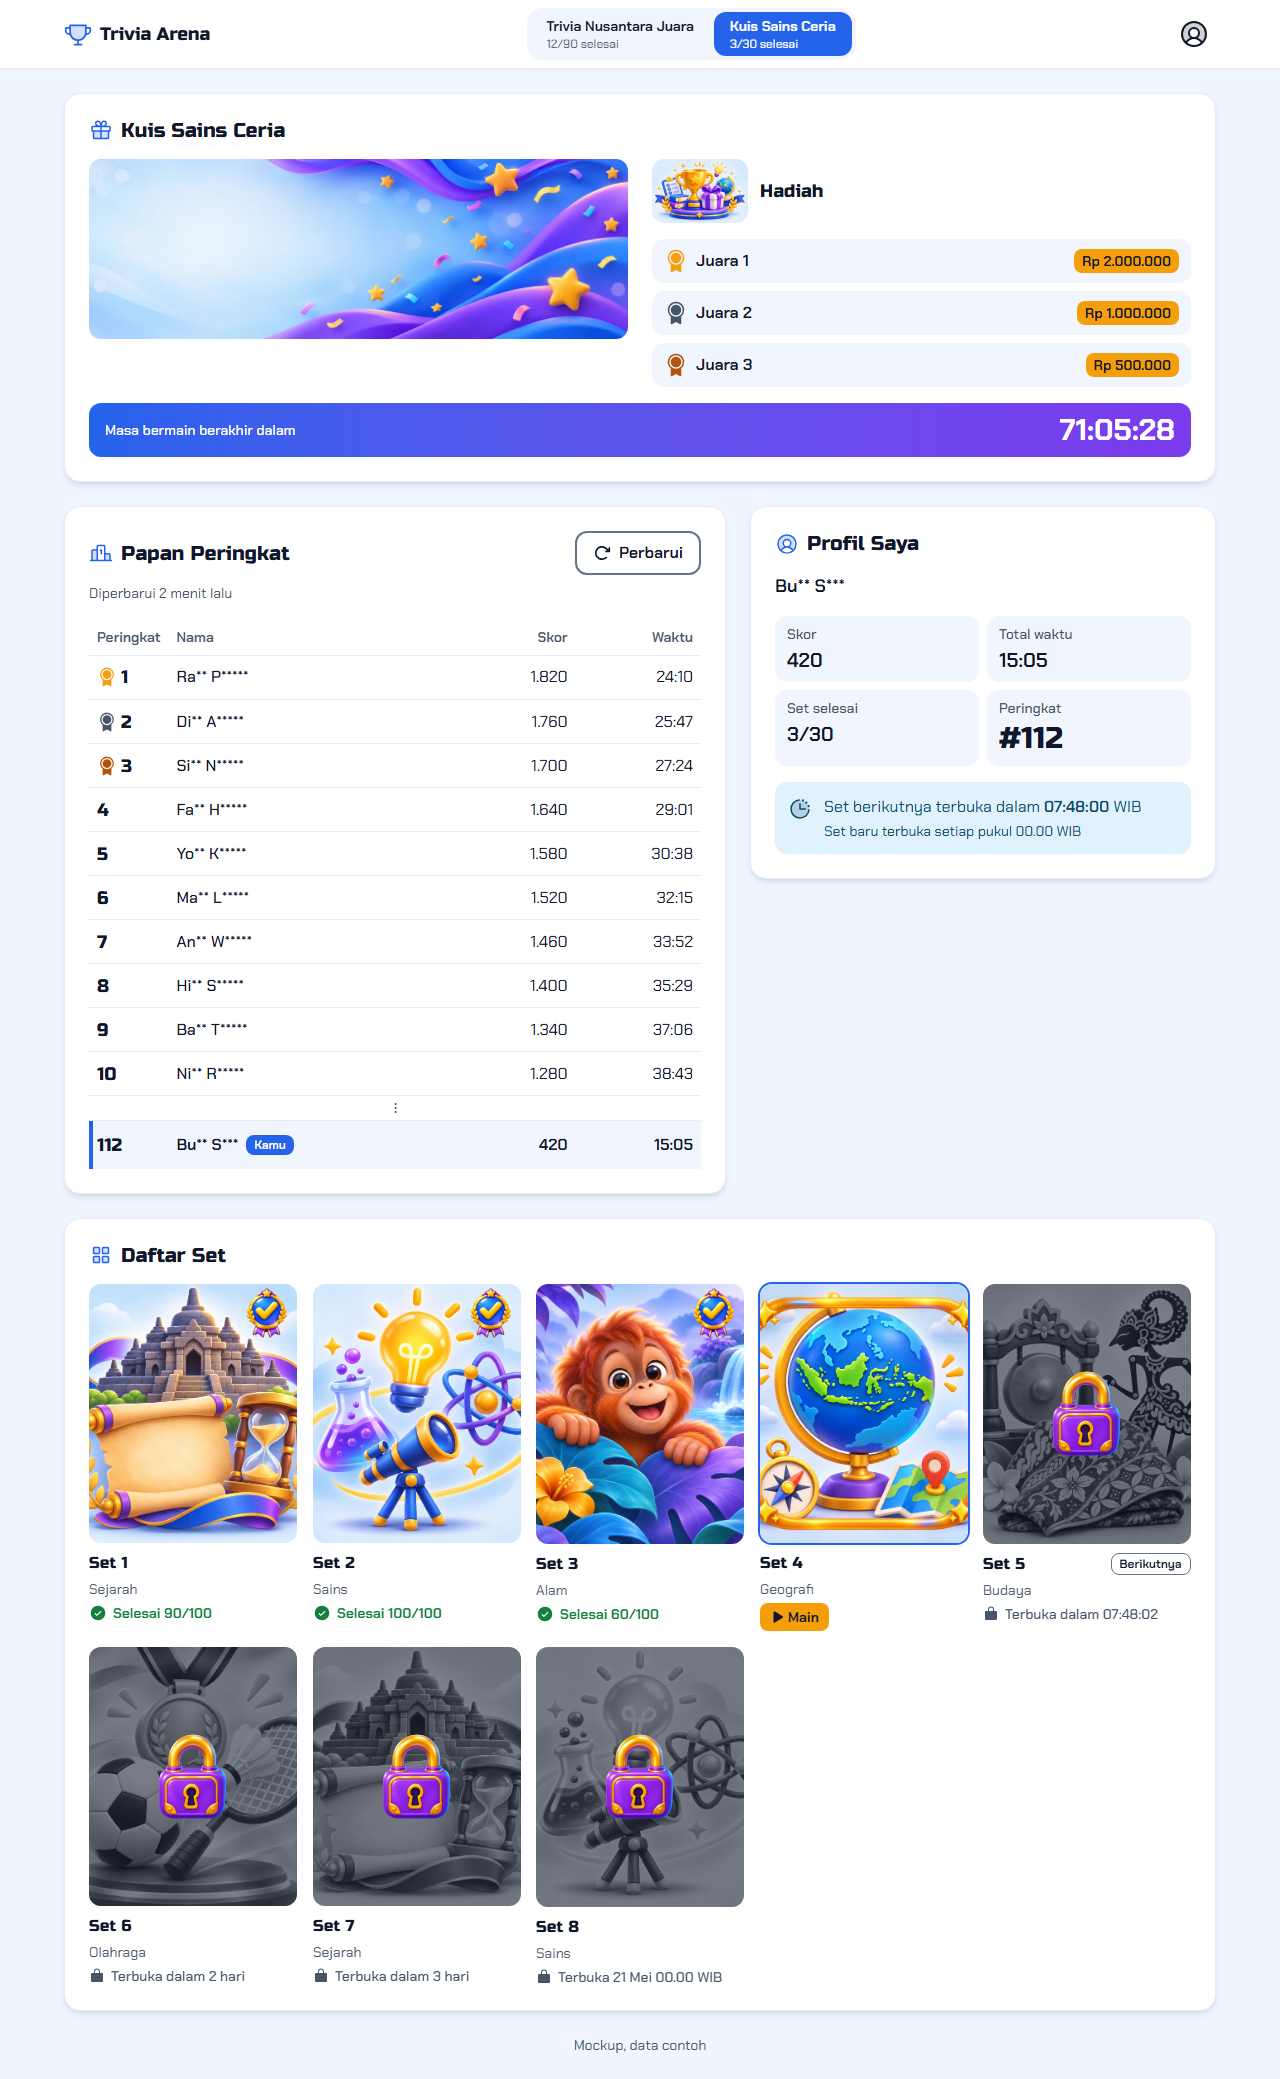 Trivia Arena
Trivia Nusantara Juara
12/90 selesai
Kuis Sains Ceria
3/30 selesai
Kuis Sains Ceria
Hadiah
Juara 1 Rp 2.000.000
Juara 2 Rp 1.000.000
Juara 3 Rp 500.000
Masa bermain berakhir dalam 71:05:28
Papan Peringkat
Perbarui
Diperbarui 2 menit lalu
Peringkat Nama Skor Waktu
1 Ra** P***** 1.820 24:10
2 Di** A***** 1.760 25:47
3 Si** N***** 1.700 27:24
4 Fa** H***** 1.640 29:01
5 Yo** K***** 1.580 30:38
6 Ma** L***** 1.520 32:15
7 An** W***** 1.460 33:52
8 Hi** S***** 1.400 35:29
9 Ba** T***** 1.340 37:06
10 Ni** R***** 1.280 38:43
⋮
112 Bu** S*** Kamu 420 15:05
Profil Saya
Bu** S***
Skor
420
Total waktu
15:05
Set selesai
3/30
Peringkat
#112
Set berikutnya terbuka dalam 07:48:00 WIB
Set baru terbuka setiap pukul 00.00 WIB
Daftar Set
Set 1
Sejarah
Selesai 90/100
Set 2
Sains
Selesai 100/100
Set 3
Alam
Selesai 60/100
Set 4
Geografi
Main
Set 5 Berikutnya
Budaya
Terbuka dalam 07:48:02
Set 6
Olahraga
Terbuka dalam 2 hari
Set 7
Sejarah
Terbuka dalam 3 hari
Set 8
Sains
Terbuka 21 Mei 00.00 WIB
Mockup, data contoh